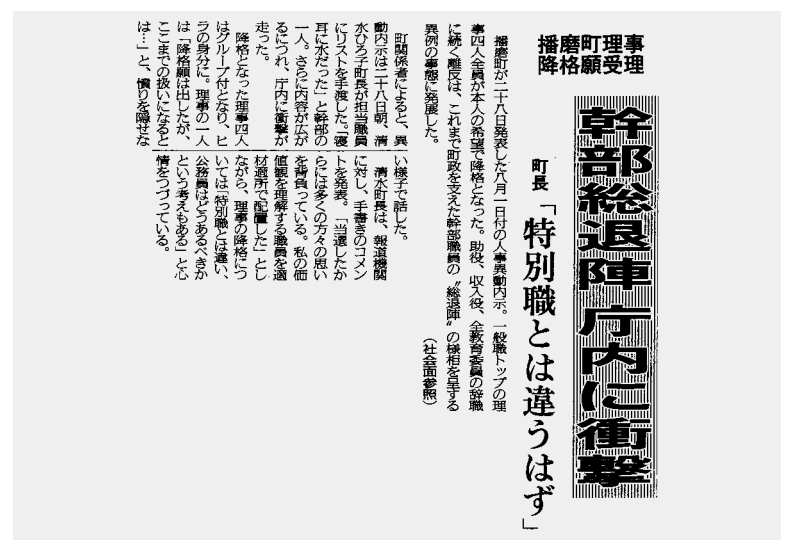 播磨町理事
降格願受理
幹部総退陣 庁内に衝撃
町長「特別職とは違うはず」
播磨町が二十八日発表した八月一日付の人事異動内示。一般職トップの理
事四人全員が本人の希望で降格となった。助役、収入役、全教育委員の辞職
に続く離反は、これまで町政を支えた幹部職員の〝総退陣〟の様相を呈する
異例の事態に発展した。
（社会面参照）
町関係者によると、異
動内示は二十八日朝、清
水ひろ子町長が担当職員
にリストを手渡した。「寝
耳に水だった」と幹部の
一人。さらに内容が広が
るにつれ、庁内に衝撃が
走った。
降格となった理事四人
はグループ付となり、ヒ
ラの身分に。理事の一人
は「降格願は出したが、
ここまでの扱いになると
は…」と、憤りを隠せな
い様子で話した。
清水町長は、報道機関
に対し、手書きのコメン
トを発表。「当選したか
らには多くの方々の思い
を背負っている。私の価
値観を理解する職員を適
材適所で配置した」とし
ながら、理事の降格につ
いては「特別職とは違い、
公務員はどうあるべきか
という考えもある」と心
情をつづっている。